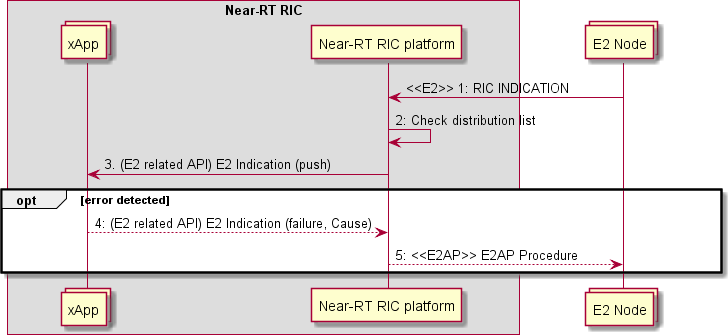 Near-RT RIC
xApp
Near-RT RIC platform
E2 Node
<<E2>> 1: RIC INDICATION
2: Check distribution list
3. (E2 related API) E2 Indication (push)
opt
[error detected]
4: (E2 related API) E2 Indication (failure, Cause)
5: <<E2AP>> E2AP Procedure
xApp
Near-RT RIC platform
E2 Node